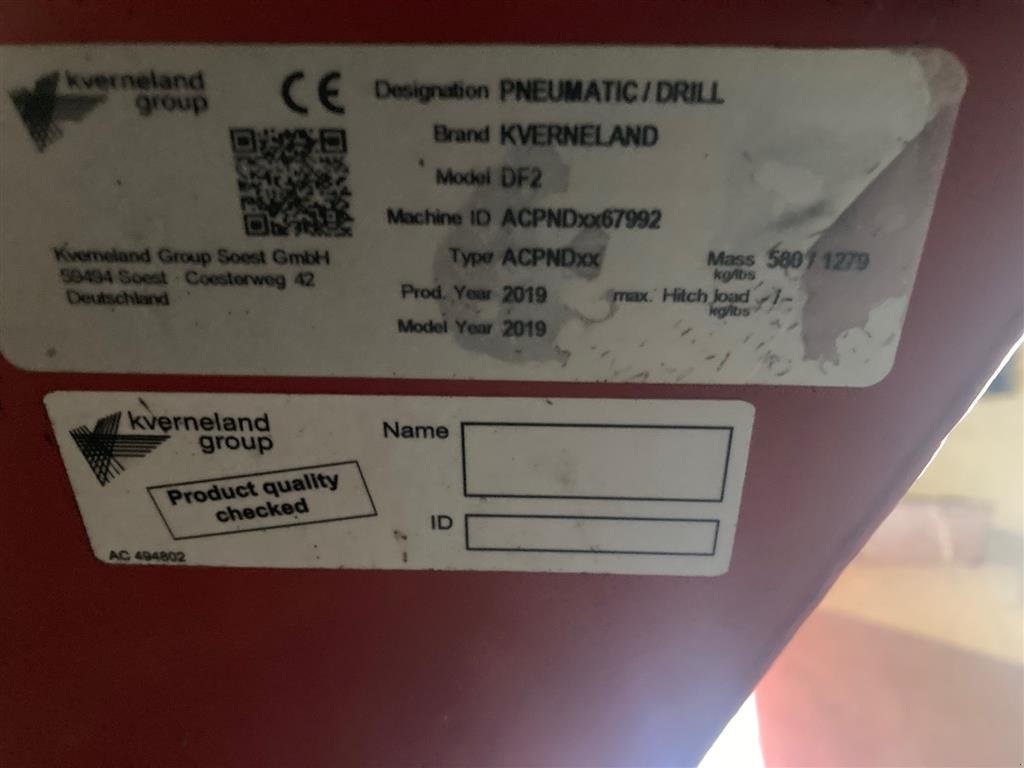 kverneland
group
CE
Designation PNEUMATIC / DRILL
Brand KVERNELAND
Model DF2
Machine ID ACPNDxx67992
Kverneland Group Soest GmbH
59494 Soest - Coesterweg 42
Deutschland
Type ACPNDxx
Mass 580 / 1279
kg/lbs
Prod. Year 2019
max. Hitch load -/-
kg/lbs
Model Year 2019
kverneland
group
Product quality
checked
AC 494802
Name
ID